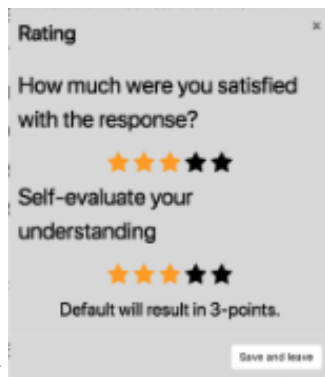 Rating
×
How much were you satisfied
with the response?
Self-evaluate your
understanding
Default will result in 3-points.
Save and leave